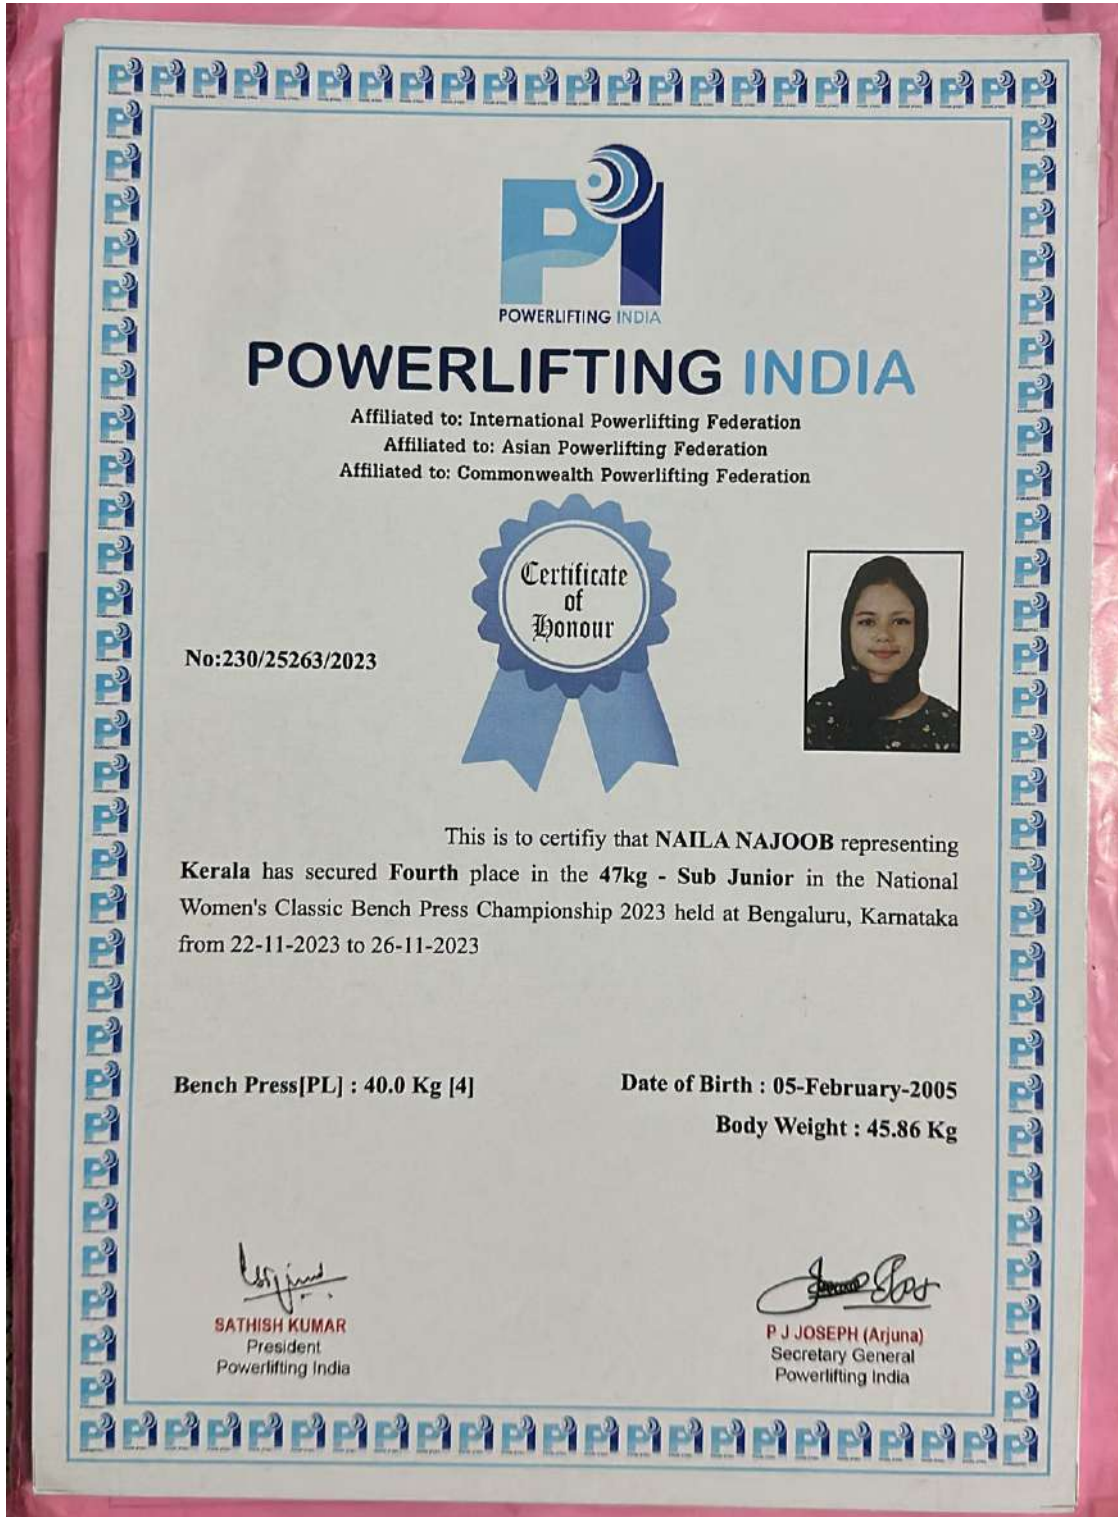 POWERLIFTING INDIA
POWERLIFTING INDIA
Affiliated to: International Powerlifting Federation
Affiliated to: Asian Powerlifting Federation
Affiliated to: Commonwealth Powerlifting Federation
Certificate
of
Honour
No:230/25263/2023
This is to certifiy that NAILA NAJOOB representing
Kerala has secured Fourth place in the 47kg - Sub Junior in the National
Women's Classic Bench Press Championship 2023 held at Bengaluru, Karnataka
from 22-11-2023 to 26-11-2023
Bench Press[PL] : 40.0 Kg [4]
Date of Birth : 05-February-2005
Body Weight : 45.86 Kg
SATHISH KUMAR
President
Powerlifting India
P J JOSEPH (Arjuna)
Secretary General
Powerlifting India